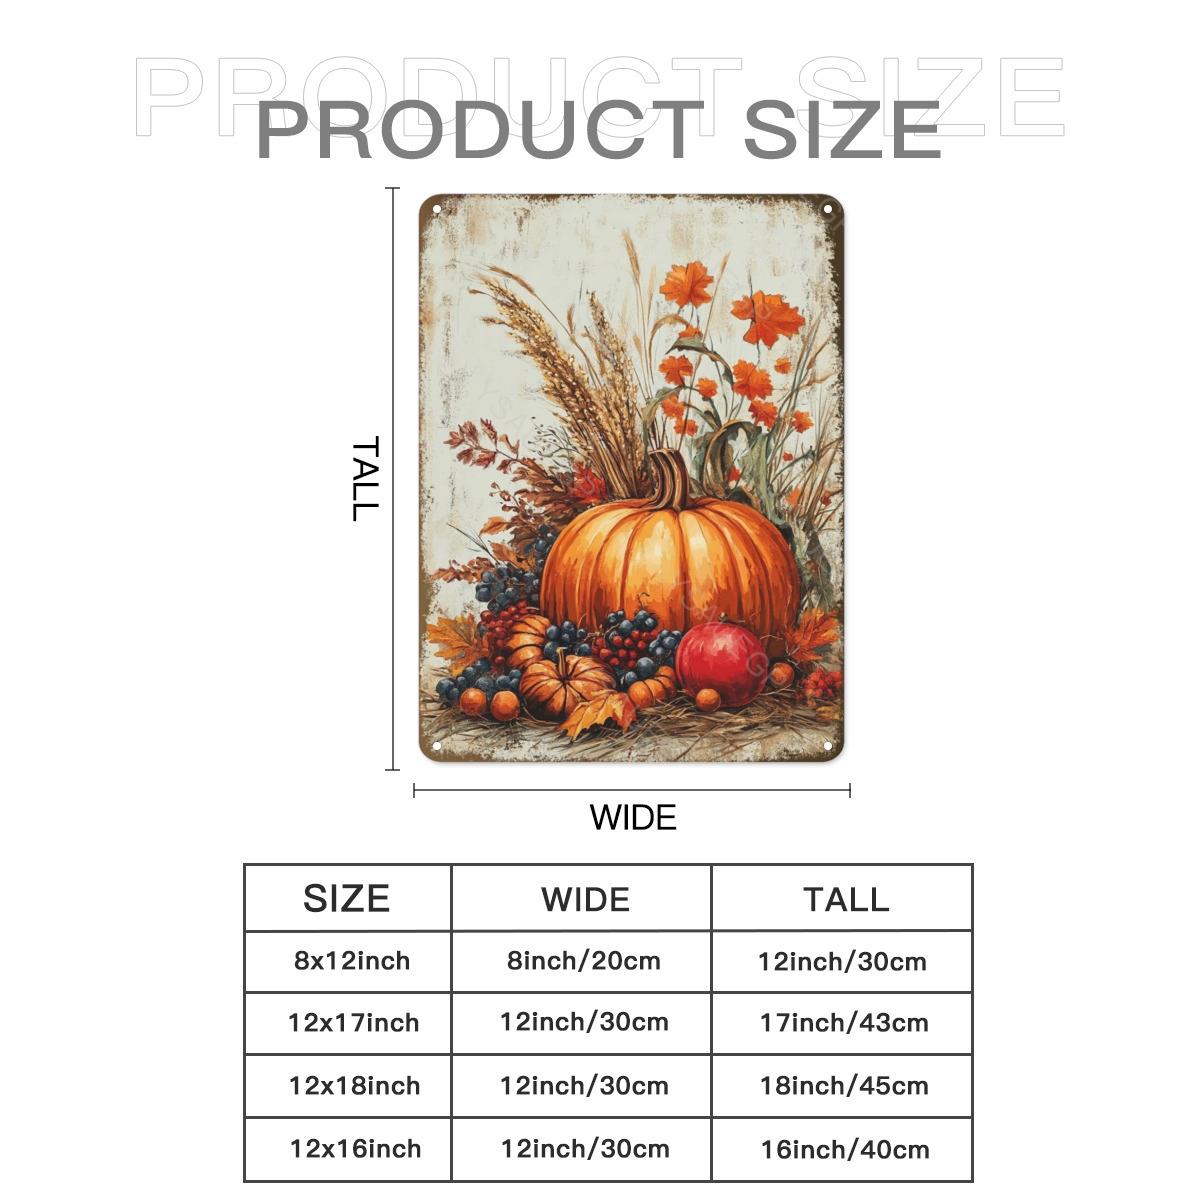 PRODUCT SIZE
PRODUCT SIZE
TALL
WIDE
SIZE WIDE TALL
8x12inch 8inch/20cm 12inch/30cm
12x17inch 12inch/30cm 17inch/43cm
12x18inch 12inch/30cm 18inch/45cm
12x16inch 12inch/30cm 16inch/40cm